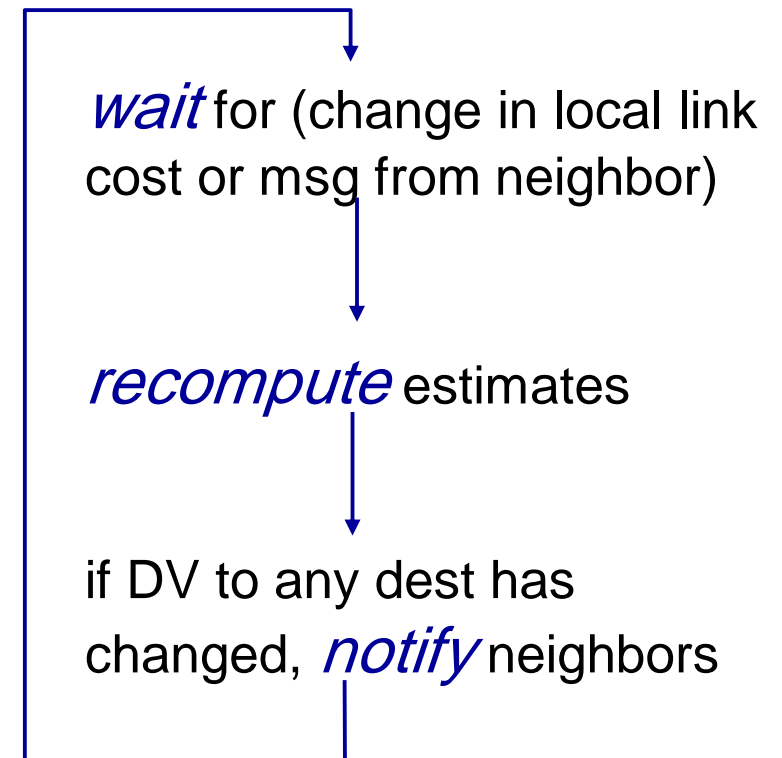 wait for (change in local link
cost or msg from neighbor)
recompute estimates
if DV to any dest has
changed, notify neighbors